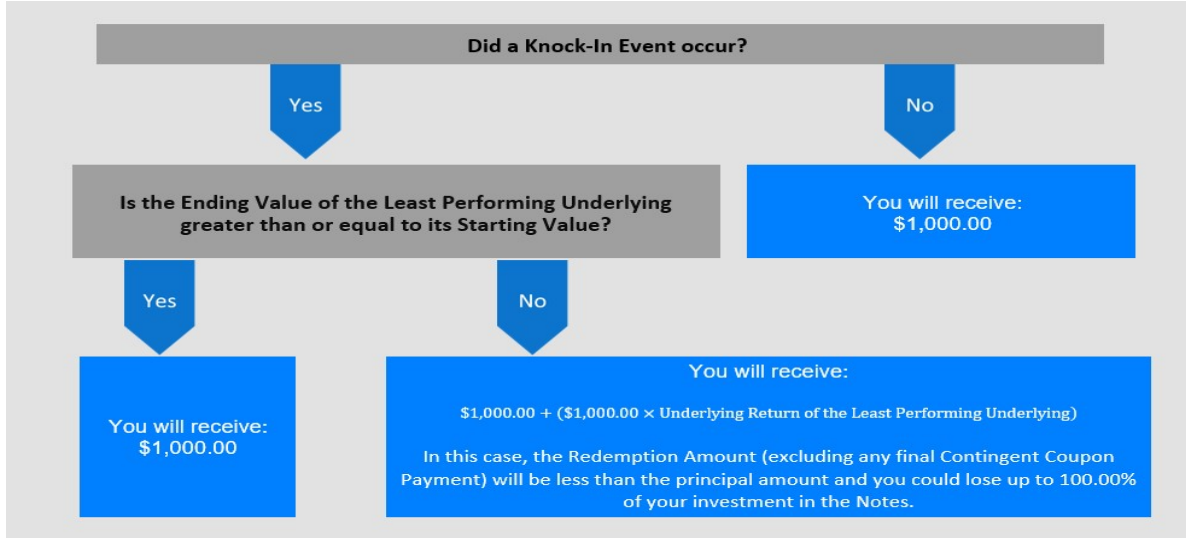 Did a Knock-In Event occur?
Yes
No
Is the Ending Value of the Least Performing Underlying
greater than or equal to its Starting Value?
You will receive:
$1,000.00
Yes
No
You will receive:
$1,000.00
You will receive:
$1,000.00 + ($1,000.00 × Underlying Return of the Least Performing Underlying)
In this case, the Redemption Amount (excluding any final Contingent Coupon
Payment) will be less than the principal amount and you could lose up to 100.00%
of your investment in the Notes.